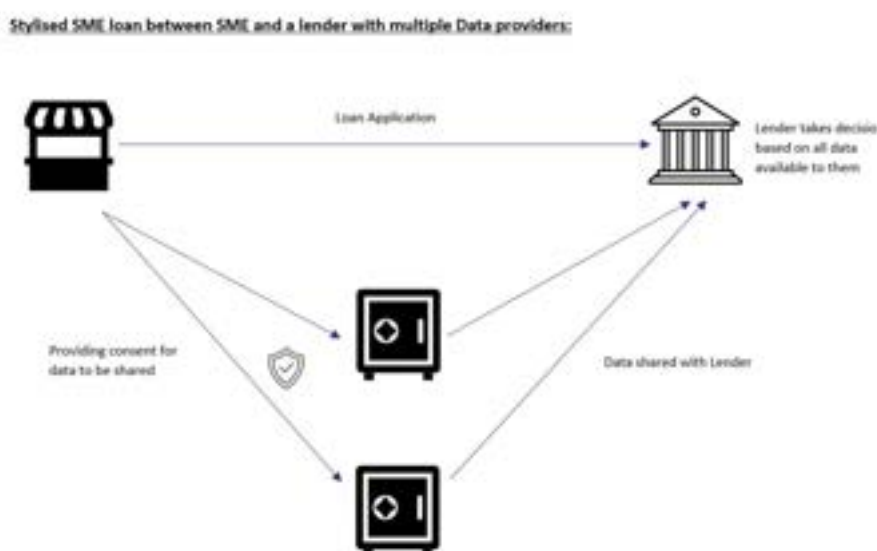 Stylised SME loan between SME and a lender with multiple Data providers:
Loan Application
Lender takes decisio
based on all data
available to them
Providing consent for
data to be shared
Data shared with Lender